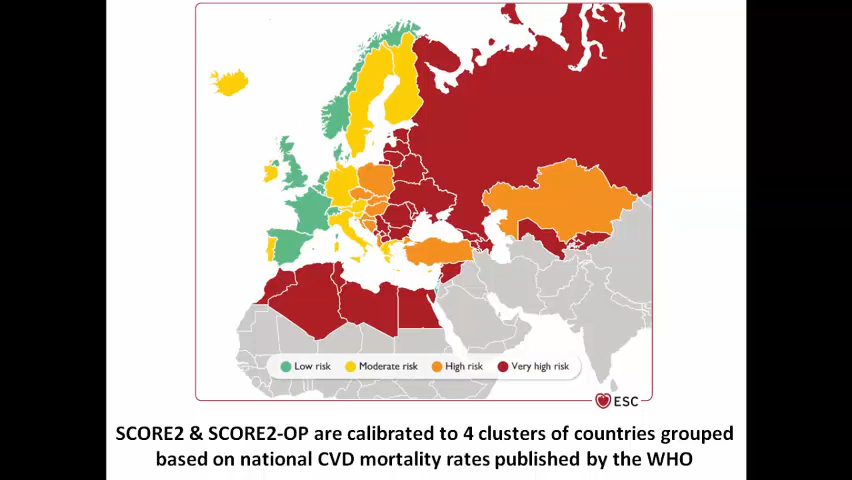 Low risk Moderate risk High risk Very high risk
ESC
SCORE2 & SCORE2-OP are calibrated to 4 clusters of countries grouped
based on national CVD mortality rates published by the WHO